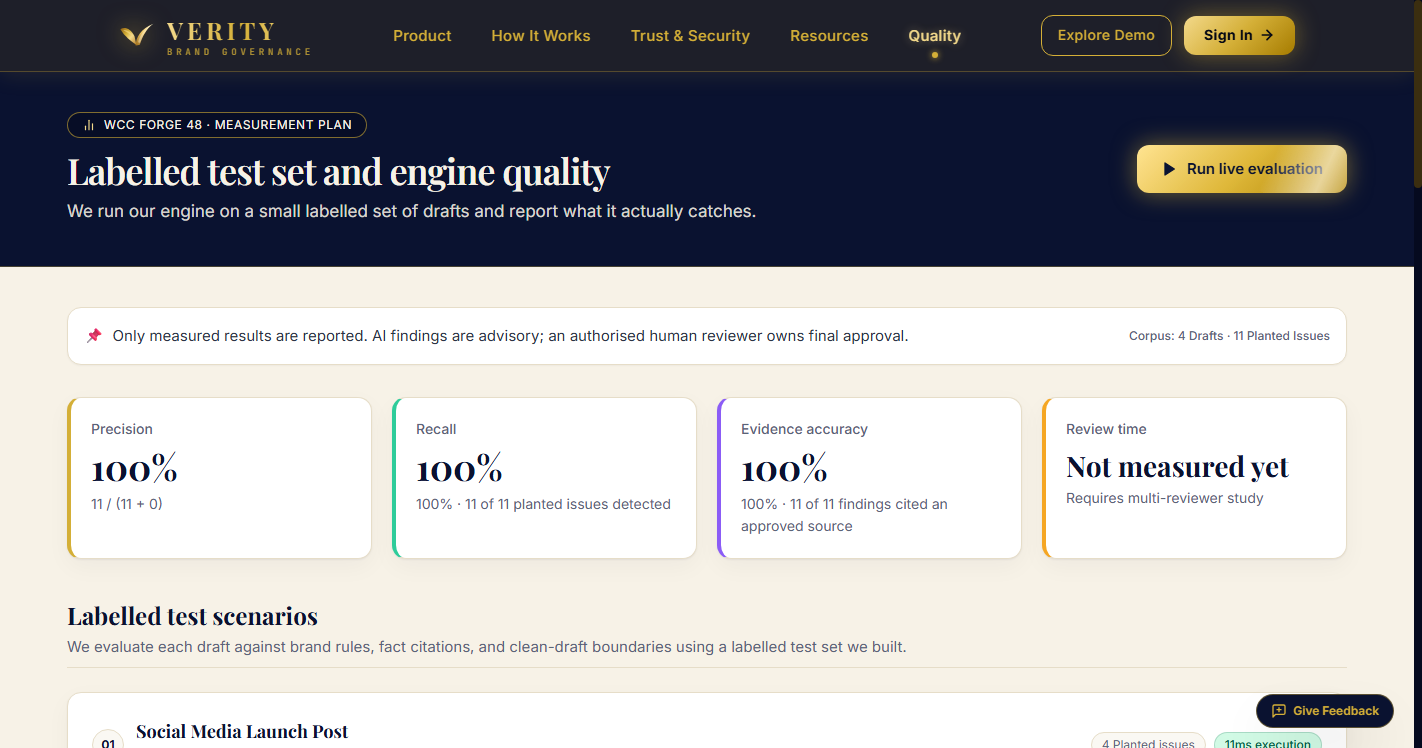 VERITY
BRAND GOVERNANCE
Product
How It Works
Trust & Security
Resources
Quality
Explore Demo
Sign In →
WCC FORGE 48 · MEASUREMENT PLAN
Labelled test set and engine quality
We run our engine on a small labelled set of drafts and report what it actually catches.
Run live evaluation
Only measured results are reported. AI findings are advisory; an authorised human reviewer owns final approval.
Corpus: 4 Drafts · 11 Planted Issues
Precision
100%
11 / (11 + 0)
Recall
100%
100% · 11 of 11 planted issues detected
Evidence accuracy
100%
100% · 11 of 11 findings cited an
approved source
Review time
Not measured yet
Requires multi-reviewer study
Labelled test scenarios
We evaluate each draft against brand rules, fact citations, and clean-draft boundaries using a labelled test set we built.
01
Social Media Launch Post
4 Planted issues
11ms execution
Give Feedback